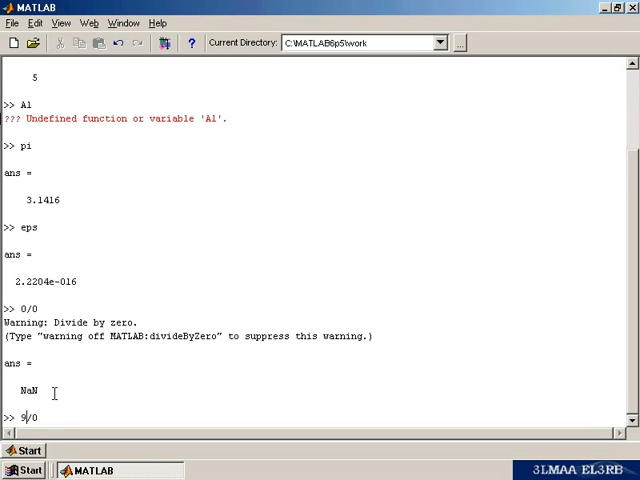 MATLAB
File Edit View Web Window Help
? Current Directory: C:\MATLAB6p5\work ...
5
>> A1
??? Undefined function or variable 'A1'.
>> pi
ans =
3.1416
>> eps
ans =
2.2204e-016
>> 0/0
Warning: Divide by zero.
(Type "warning off MATLAB:divideByZero" to suppress this warning.)
ans =
NaN
>> 9/0
Start
Start MATLAB
3LMAA EL3RB